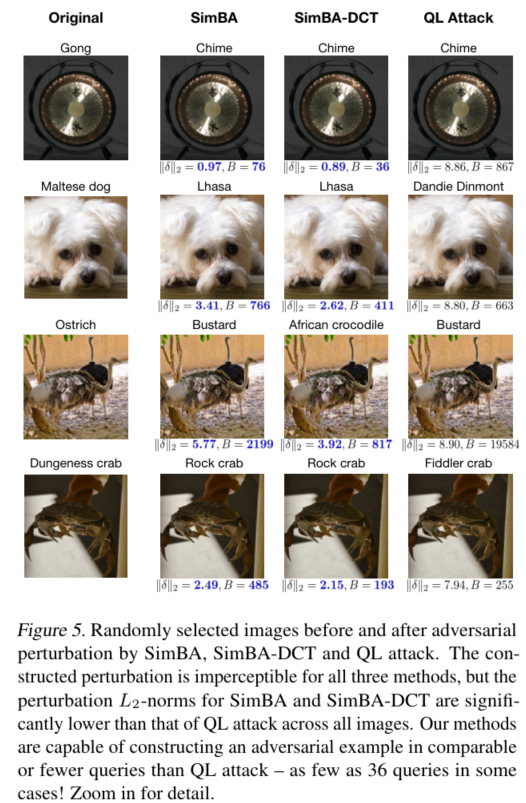 Original SimBA SimBA-DCT QL Attack
Gong Chime Chime Chime
‖δ‖₂ = 0.97, B = 76 ‖δ‖₂ = 0.89, B = 36 ‖δ‖₂ = 8.86, B = 867
Maltese dog Lhasa Lhasa Dandie Dinmont
‖δ‖₂ = 3.41, B = 766 ‖δ‖₂ = 2.62, B = 411 ‖δ‖₂ = 8.80, B = 663
Ostrich Bustard African crocodile Bustard
‖δ‖₂ = 5.77, B = 2199 ‖δ‖₂ = 3.92, B = 817 ‖δ‖₂ = 8.90, B = 19584
Dungeness crab Rock crab Rock crab Fiddler crab
‖δ‖₂ = 2.49, B = 485 ‖δ‖₂ = 2.15, B = 193 ‖δ‖₂ = 7.94, B = 255
Figure 5. Randomly selected images before and after adversarial
perturbation by SimBA, SimBA-DCT and QL attack. The con-
structed perturbation is imperceptible for all three methods, but the
perturbation L₂-norms for SimBA and SimBA-DCT are signifi-
cantly lower than that of QL attack across all images. Our methods
are capable of constructing an adversarial example in comparable
or fewer queries than QL attack – as few as 36 queries in some
cases! Zoom in for detail.